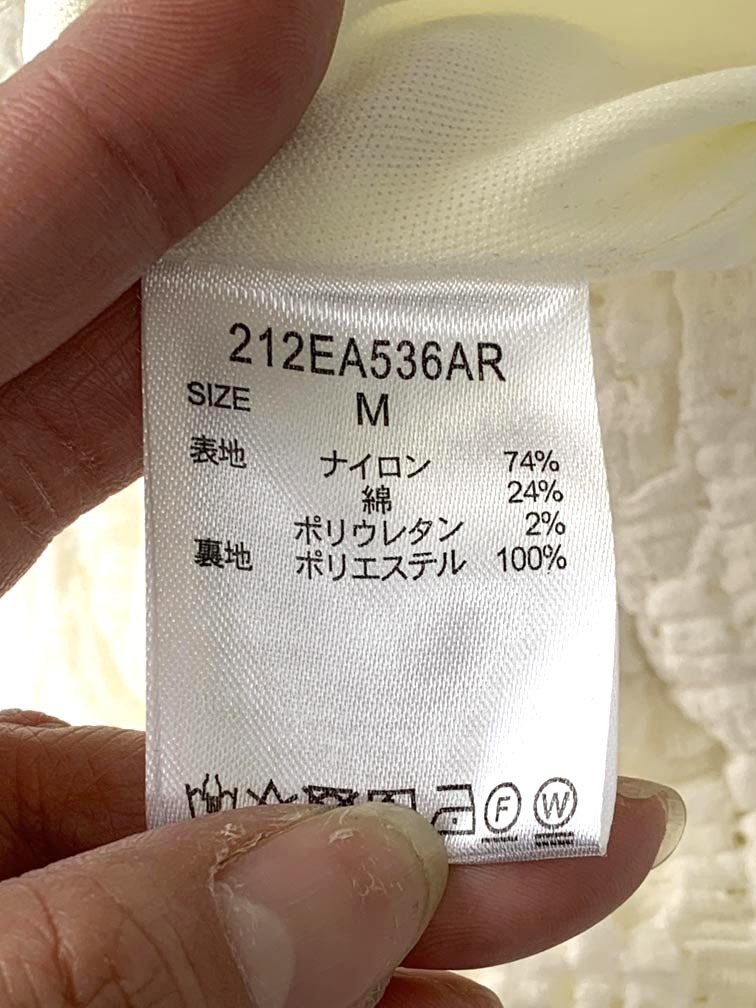 212EA536AR
SIZE M
表地 ナイロン 74%
綿 24%
ポリウレタン 2%
裏地 ポリエステル 100%
F W